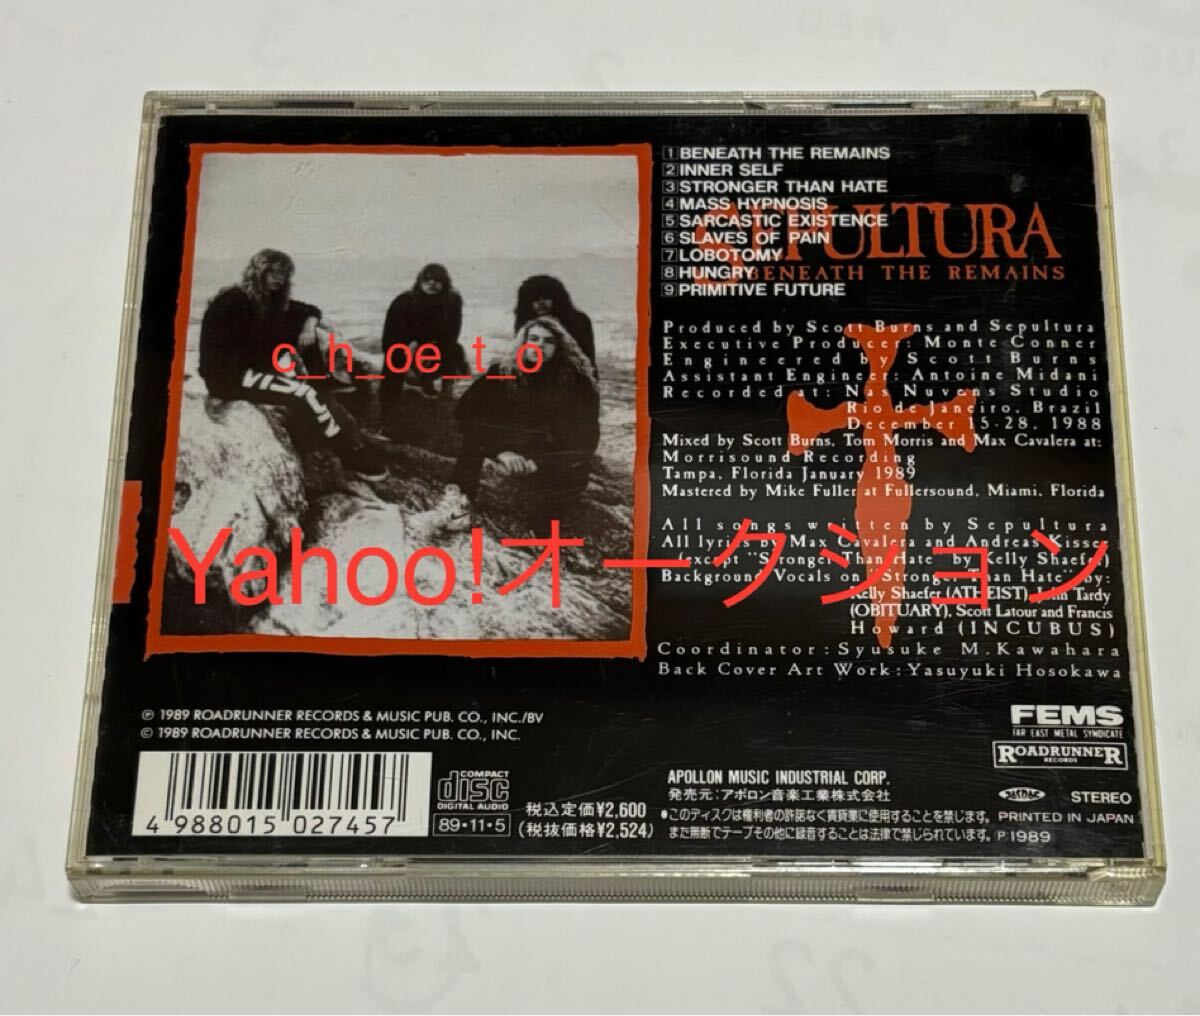 1 BENEATH THE REMAINS
2 INNER SELF
3 STRONGER THAN HATE
4 MASS HYPNOSIS
5 SARCASTIC EXISTENCE
6 SLAVES OF PAIN
7 LOBOTOMY
8 HUNGRY
9 PRIMITIVE FUTURE
SEPULTURA
BENEATH THE REMAINS
c_h_oe_t_o
VISION
Produced by Scott Burns and Sepultura
Executive Producer: Monte Conner
Engineered by Scott Burns
Assistant Engineer: Antoine Midani
Recorded at: Nas Nuvens Studio
Rio de Janeiro, Brazil
December 15-28, 1988
Mixed by Scott Burns, Tom Morris and Max Cavalera at:
Morrisound Recording
Tampa, Florida January 1989
Mastered by Mike Fuller at Fullersound, Miami, Florida
All songs written by Sepultura
All lyrics by Max Cavalera and Andreas Kisser
(except "Stronger Than Hate" by Kelly Shaefer)
Background Vocals on "Stronger Than Hate" by:
Kelly Shaefer (ATHEIST), John Tardy
(OBITUARY), Scott Latour and Francis
Howard (INCUBUS)
Coordinator: Syusuke M. Kawahara
Back Cover Art Work: Yasuyuki Hosokawa
Yahoo!オークション
℗ 1989 ROADRUNNER RECORDS & MUSIC PUB. CO., INC./BV
© 1989 ROADRUNNER RECORDS & MUSIC PUB. CO., INC.
FEMS
FAR EAST METAL SYNDICATE
ROADRUNNER
RECORDS
4 988015 027457
COMPACT
disc
DIGITAL AUDIO
89・11・5
税込定価¥2,600
(税抜価格¥2,524)
APOLLON MUSIC INDUSTRIAL CORP.
発売元:アポロン音楽工業株式会社
●このディスクは権利者の許諾なく賃貸業に使用することを禁じます。
また無断でテープその他に録音することは法律で禁じられています。
JASRAC
STEREO
PRINTED IN JAPAN
℗1989